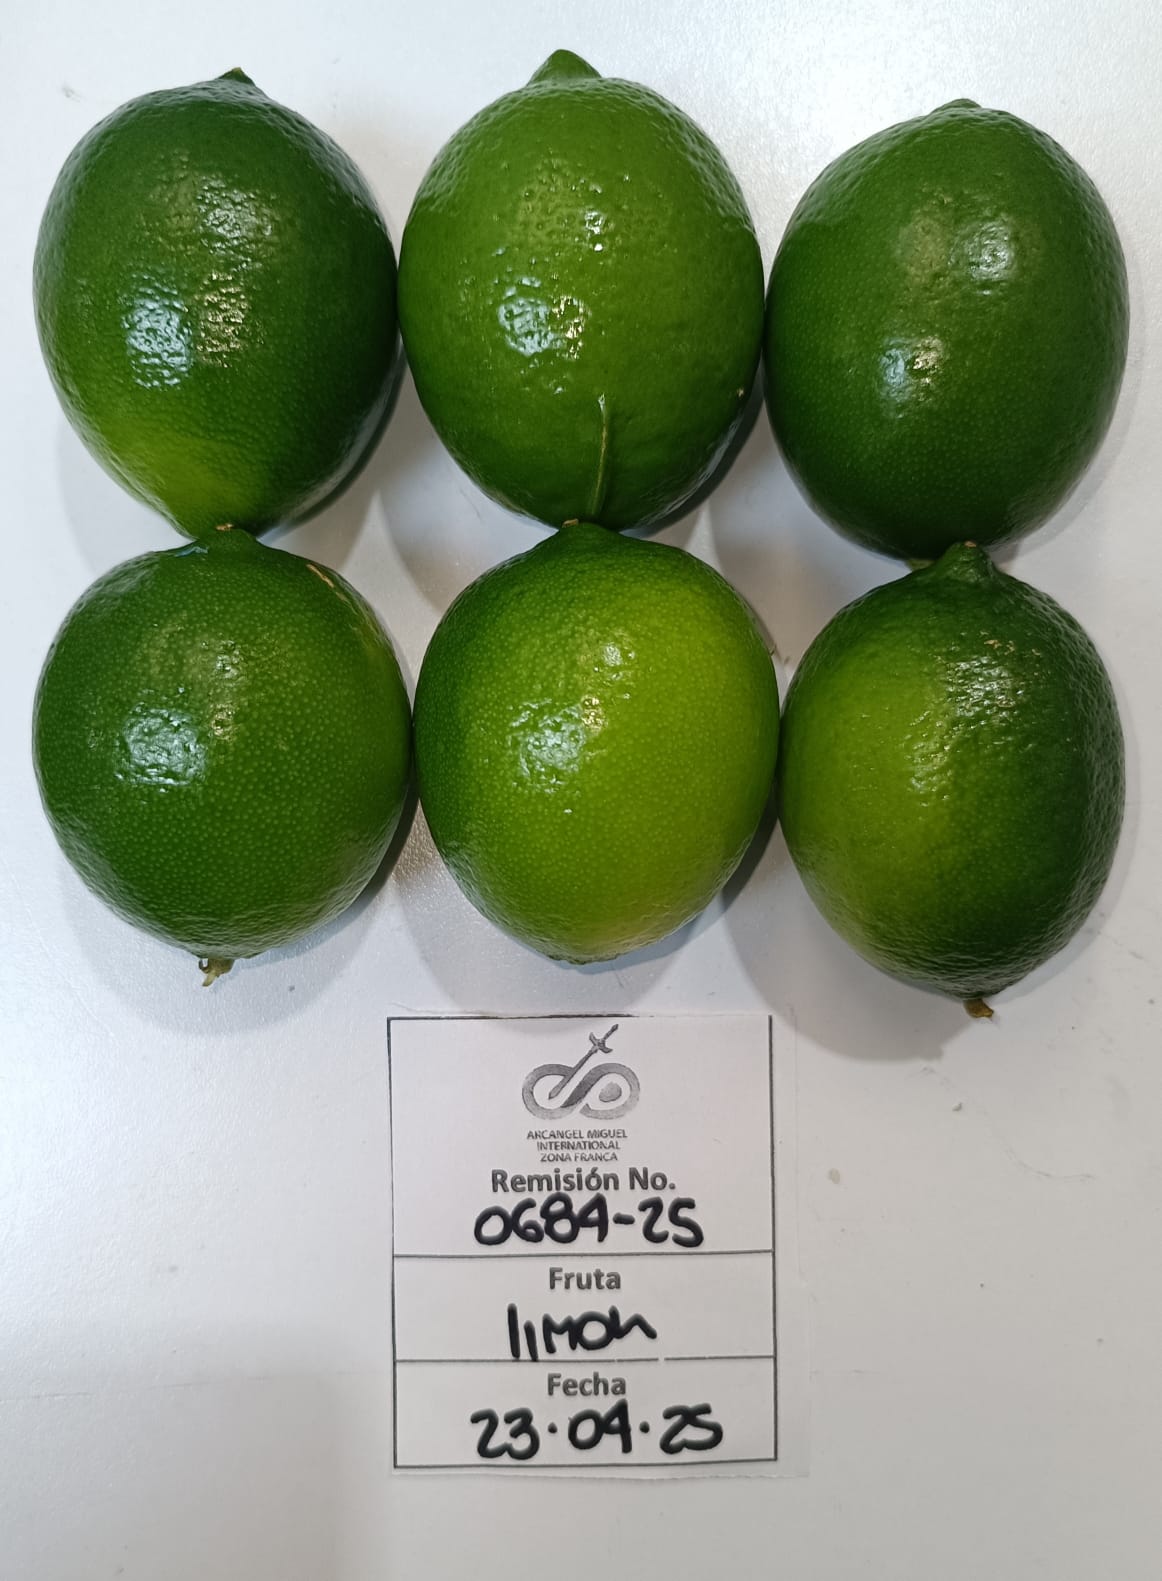 ARCANGEL MIGUEL
INTERNATIONAL
ZONA FRANCA
Remisión No.
0684-25
Fruta
limon
Fecha
23.04.25